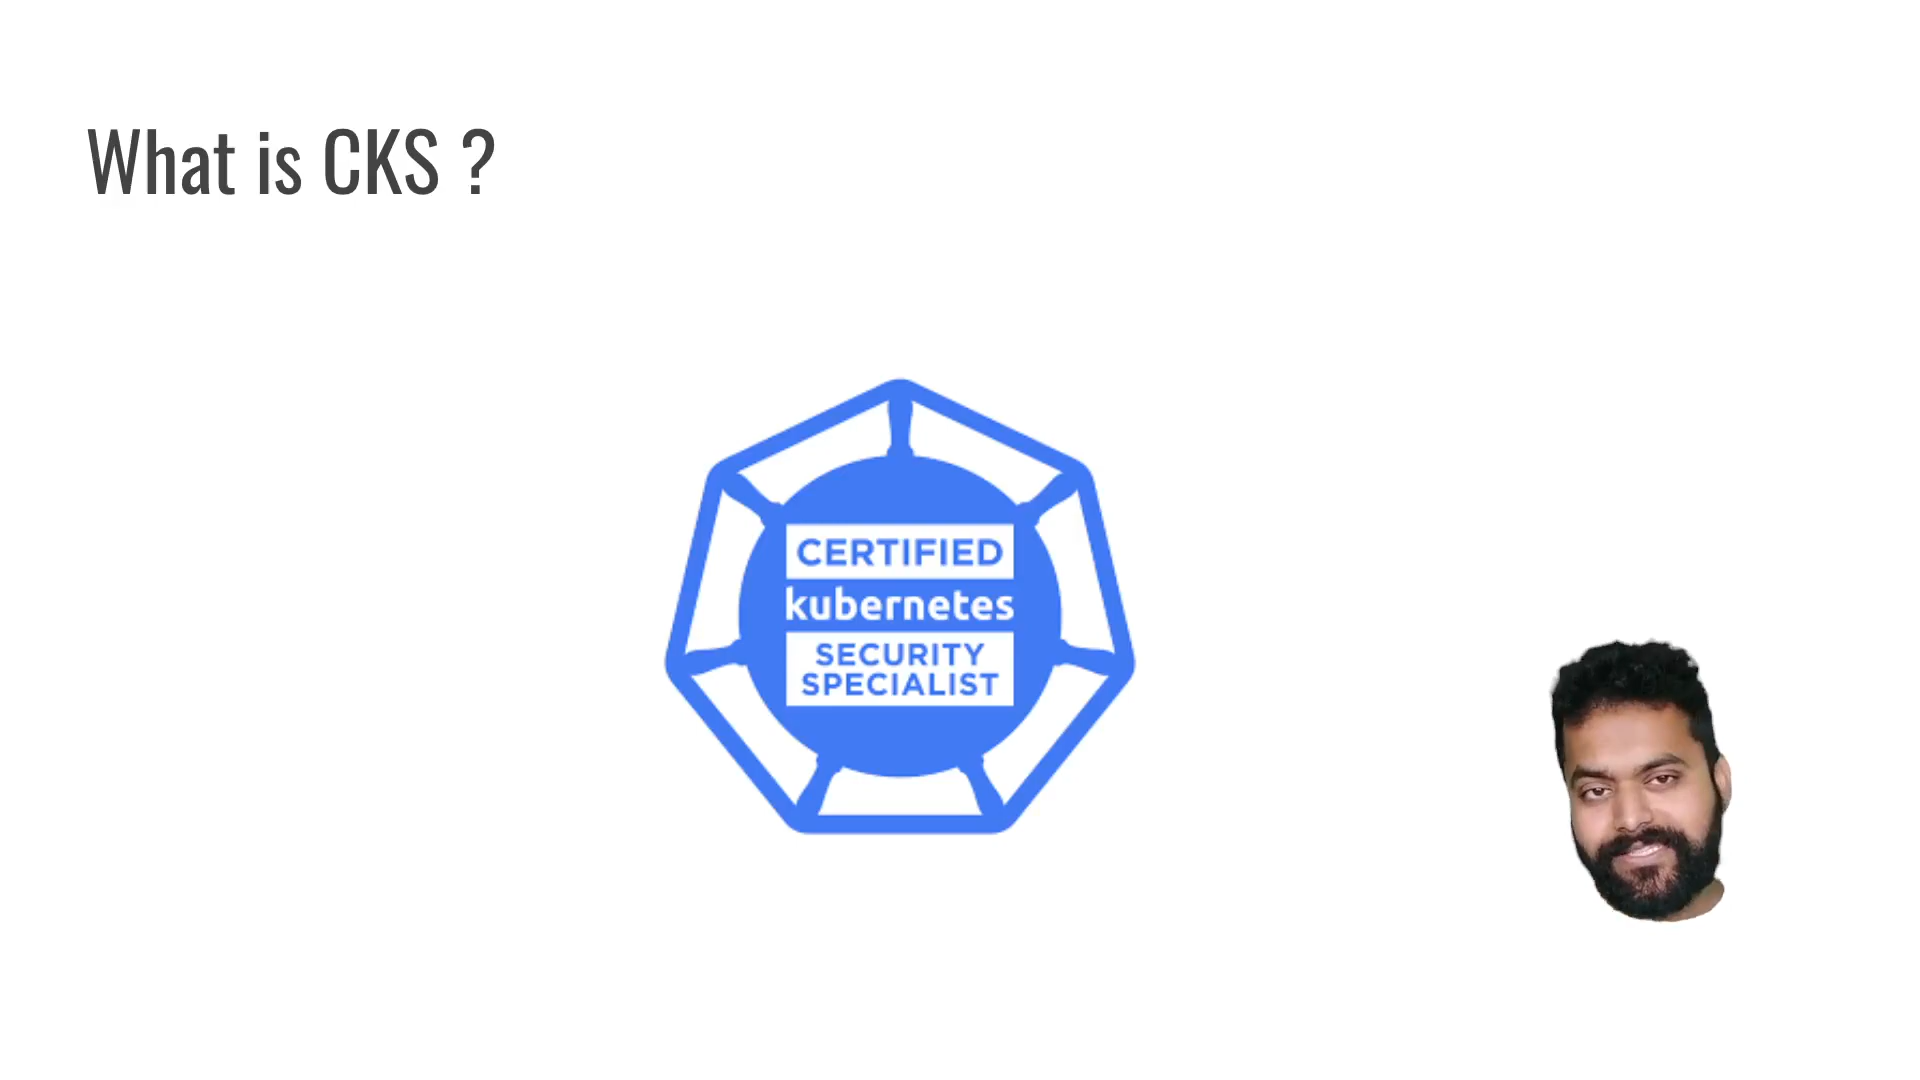 What is CKS ?
CERTIFIED
kubernetes
SECURITY
SPECIALIST